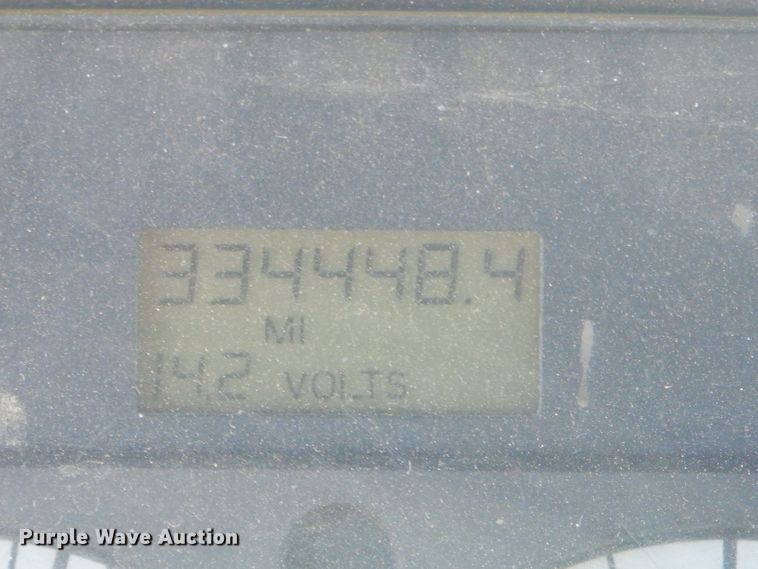 334448.4
MI
14.2 VOLTS
Purple Wave Auction